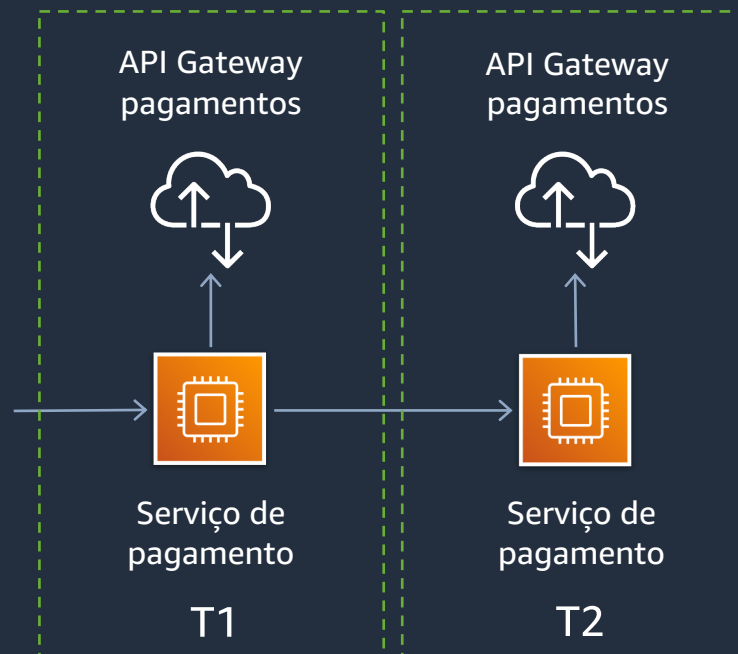 API Gateway
pagamentos
API Gateway
pagamentos
Serviço de
pagamento
Serviço de
pagamento
T1
T2